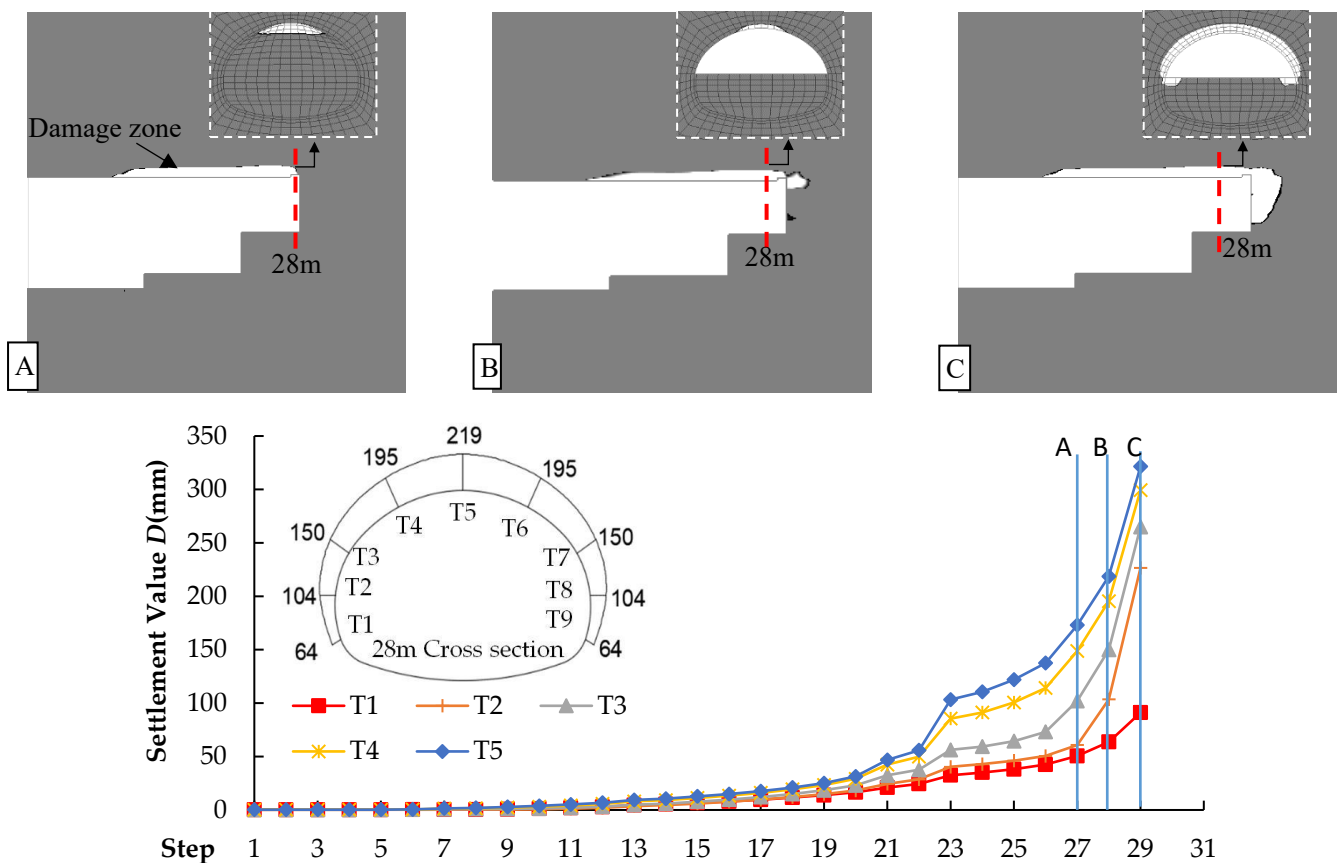 Damage zone
28m
28m
28m
A
B
C
350
300
250
200
150
100
50
0
Settlement Value D(mm)
A B C
219
195 195
150 150
104 104
64 64
T5
T4 T6
T3 T7
T2 T8
T1 T9
28m Cross section
T1 T2 T3
T4 T5
Step 1 3 5 7 9 11 13 15 17 19 21 23 25 27 29 31